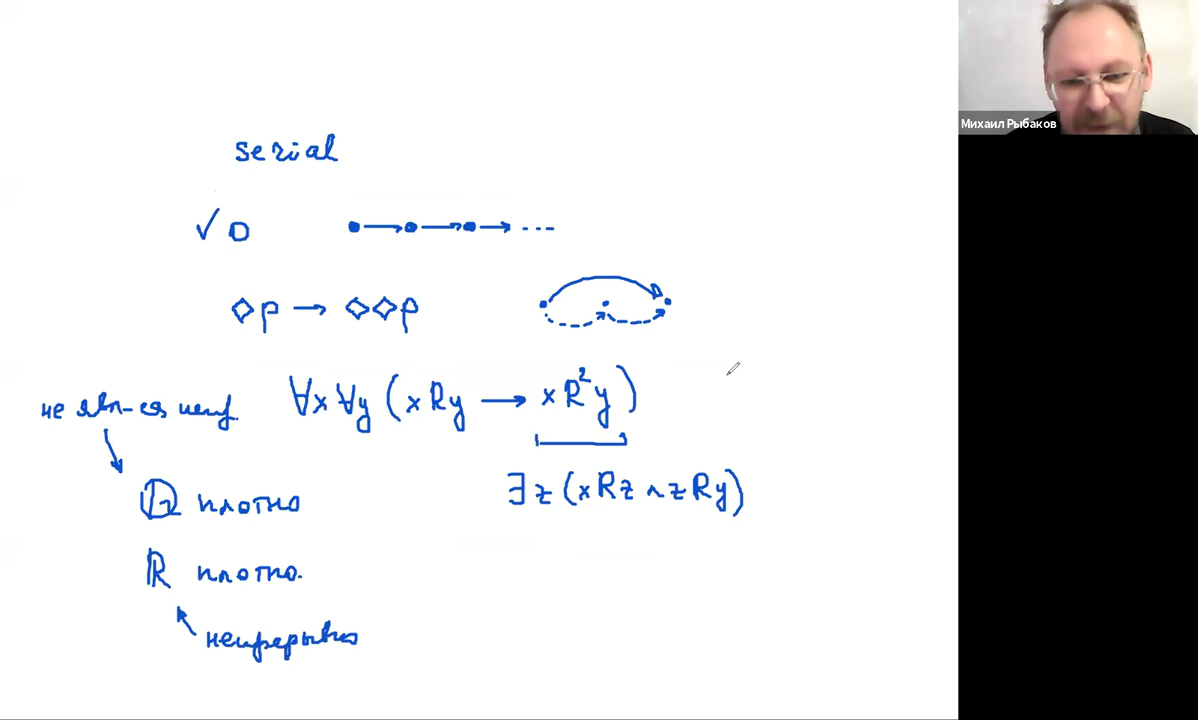 Михаил Рыбаков
serial
✓ D
◇p → ◇◇p
не явл-ся непр.
∀x∀y (xRy → xR²y)
∃z (xRz ∧ zRy)
ℚ плотно
ℝ плотно.
непрерывно